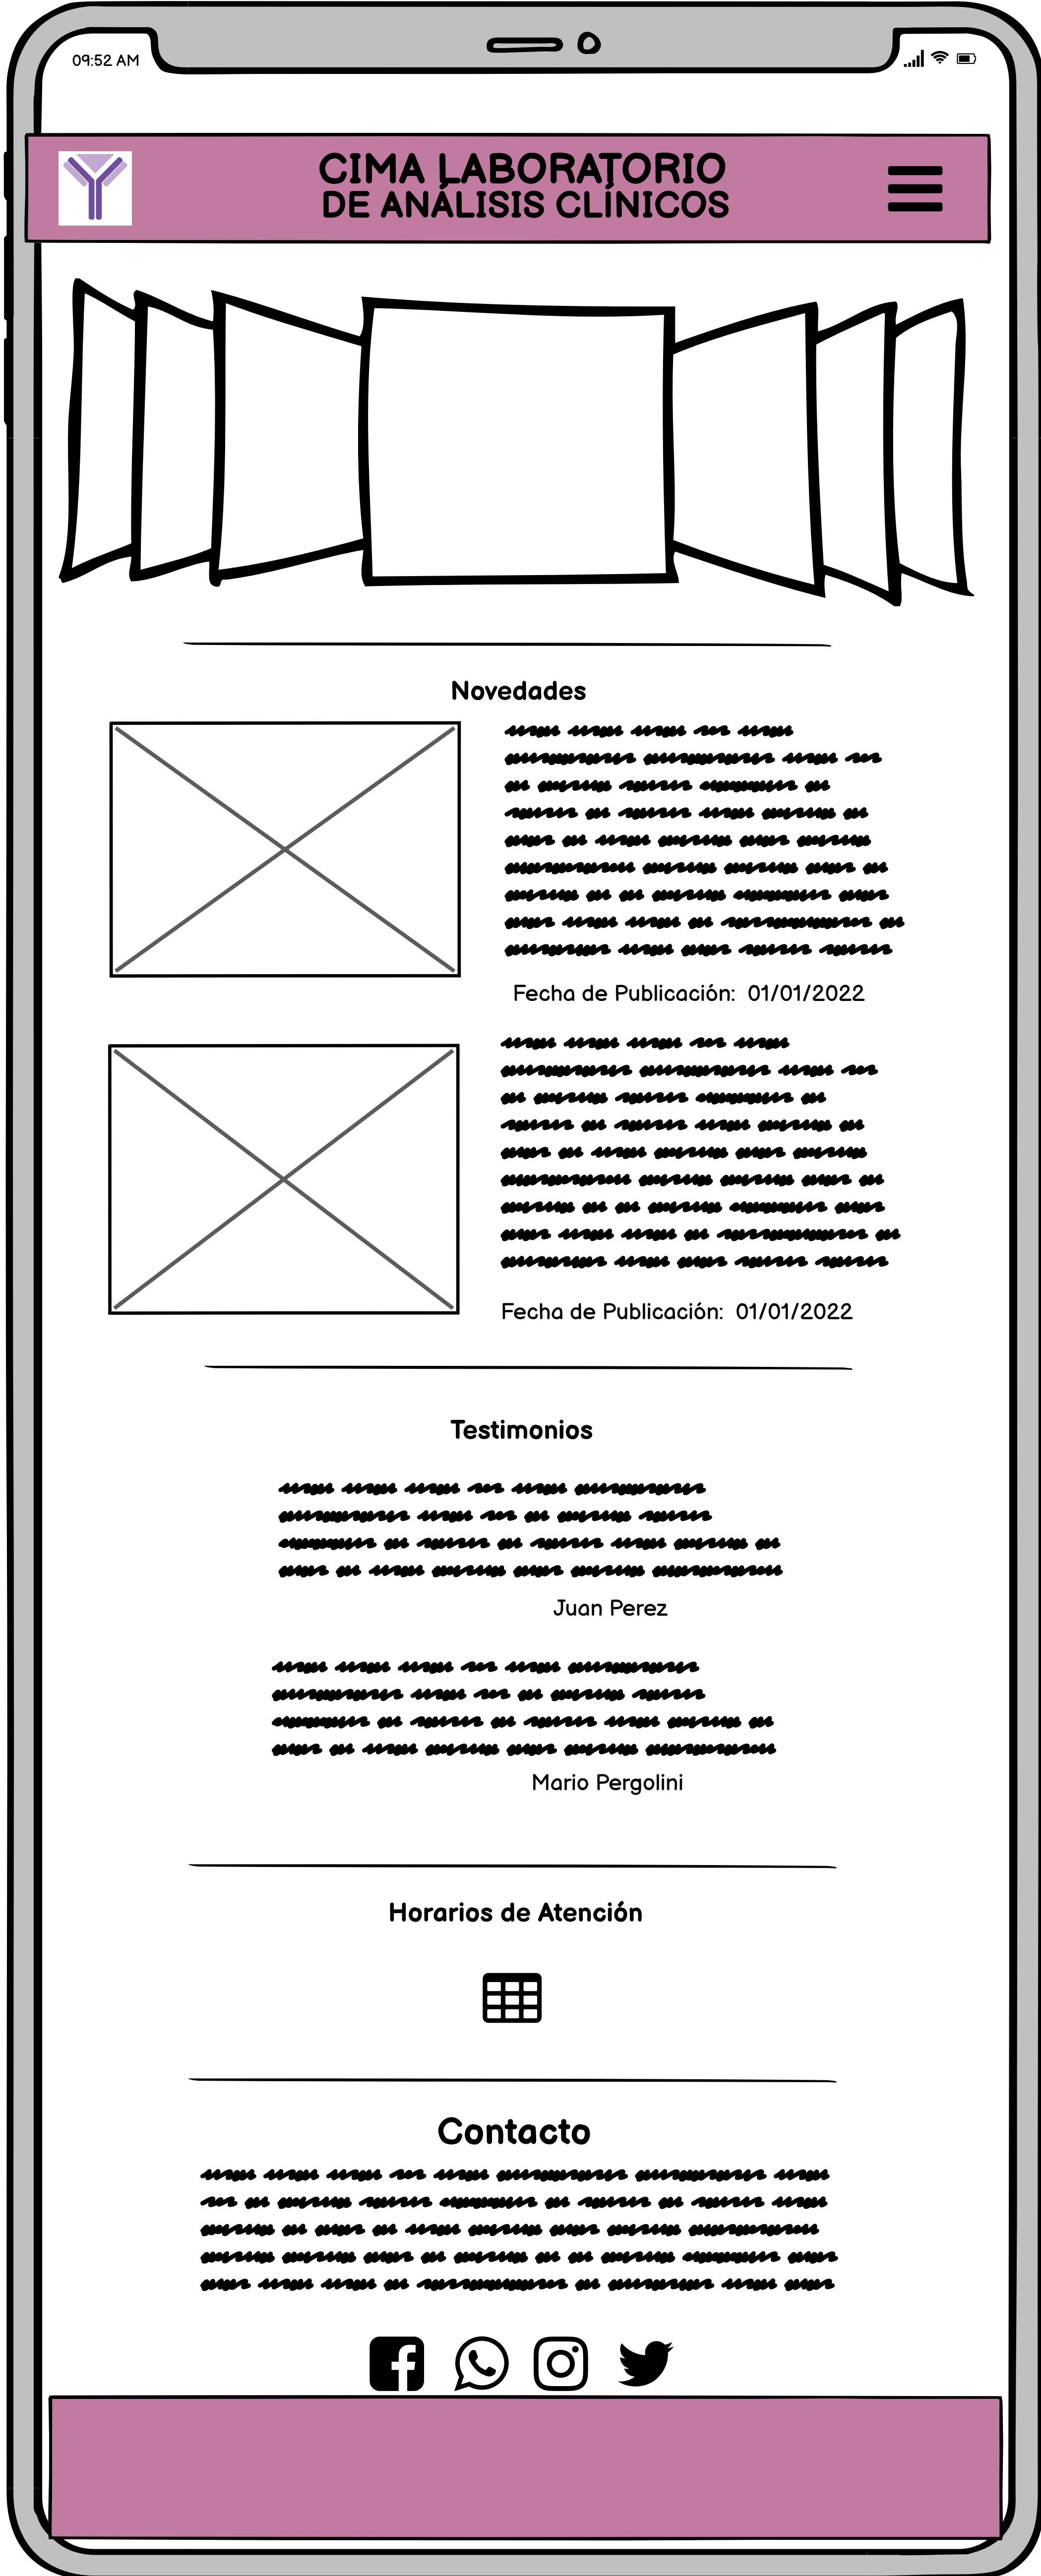 09:52 AM
CIMA LABORATORIO
DE ANÁLISIS CLÍNICOS
Novedades
Fecha de Publicación: 01/01/2022
Fecha de Publicación: 01/01/2022
Testimonios
Juan Perez
Mario Pergolini
Horarios de Atención
Contacto